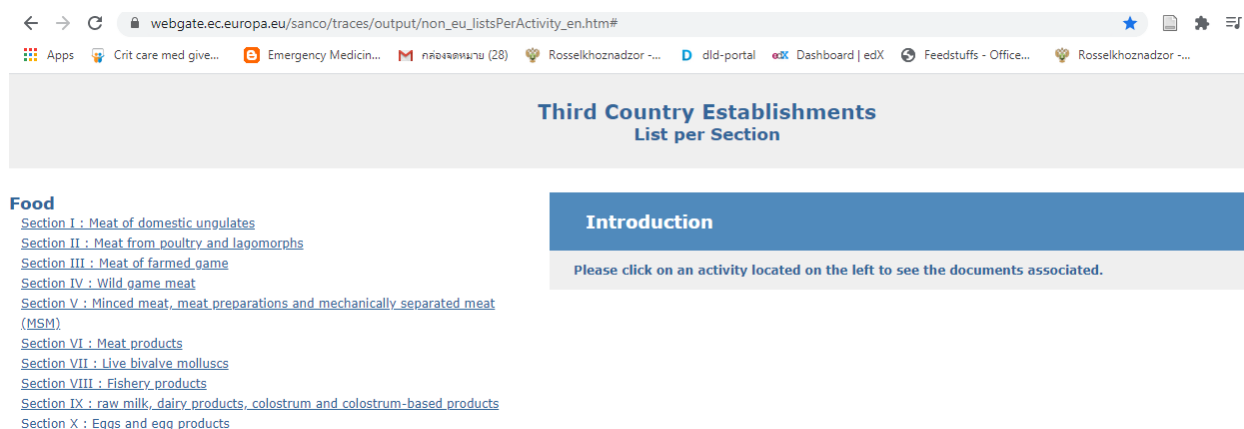 webgate.ec.europa.eu/sanco/traces/output/non_eu_listsPerActivity_en.htm#
Apps Crit care med give... Emergency Medicin... กล่องจดหมาย (28) Rosselkhoznadzor -... dld-portal edX Dashboard | edX Feedstuffs - Office... Rosselkhoznadzor -...
Third Country Establishments
List per Section
Food
Section I : Meat of domestic ungulates
Section II : Meat from poultry and lagomorphs
Section III : Meat of farmed game
Section IV : Wild game meat
Section V : Minced meat, meat preparations and mechanically separated meat
(MSM)
Section VI : Meat products
Section VII : Live bivalve molluscs
Section VIII : Fishery products
Section IX : raw milk, dairy products, colostrum and colostrum-based products
Section X : Eggs and egg products
Introduction
Please click on an activity located on the left to see the documents associated.